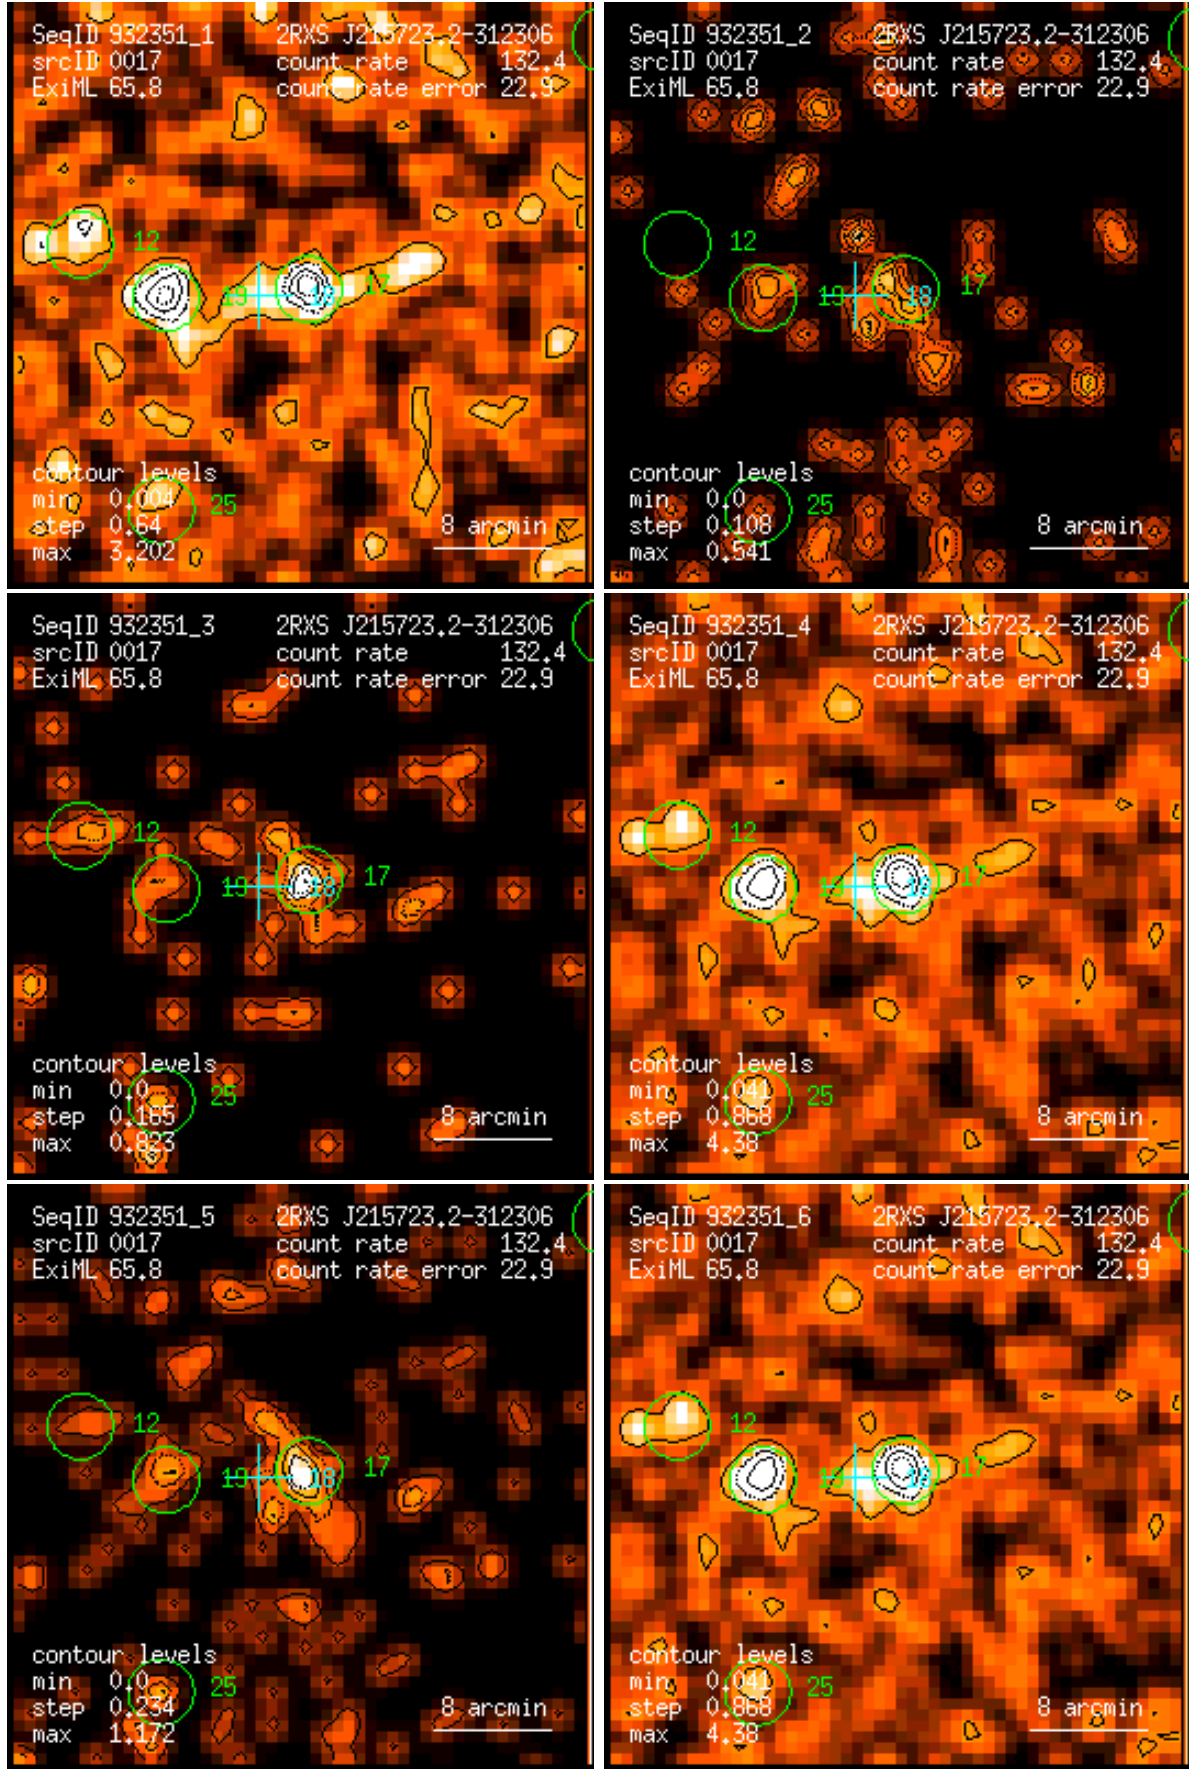 SeqID 932351_1 2RXS J215723.2-312306
srcID 0017 count rate 132.4
ExiML 65.8 count rate error 22.9
12
19 18 17
contour levels
min 0.004
25
step 0.64 8 arcmin
max 3.202
SeqID 932351_2 2RXS J215723.2-312306
srcID 0017 count rate 132.4
ExiML 65.8 count rate error 22.9
12
19 18 17
contour levels
min 0.0
25
step 0.108 8 arcmin
max 0.541
SeqID 932351_3 2RXS J215723.2-312306
srcID 0017 count rate 132.4
ExiML 65.8 count rate error 22.9
12
19 18 17
contour levels
min 0.0
25
step 0.165 8 arcmin
max 0.823
SeqID 932351_4 2RXS J215723.2-312306
srcID 0017 count rate 132.4
ExiML 65.8 count rate error 22.9
12
19 18 17
contour levels
min 0.041
25
step 0.868 8 arcmin
max 4.38
SeqID 932351_5 2RXS J215723.2-312306
srcID 0017 count rate 132.4
ExiML 65.8 count rate error 22.9
12
19 18 17
contour levels
min 0.0
25
step 0.234 8 arcmin
max 1.172
SeqID 932351_6 2RXS J215723.2-312306
srcID 0017 count rate 132.4
ExiML 65.8 count rate error 22.9
12
19 18 17
contour levels
min 0.041
25
step 0.868 8 arcmin
max 4.38